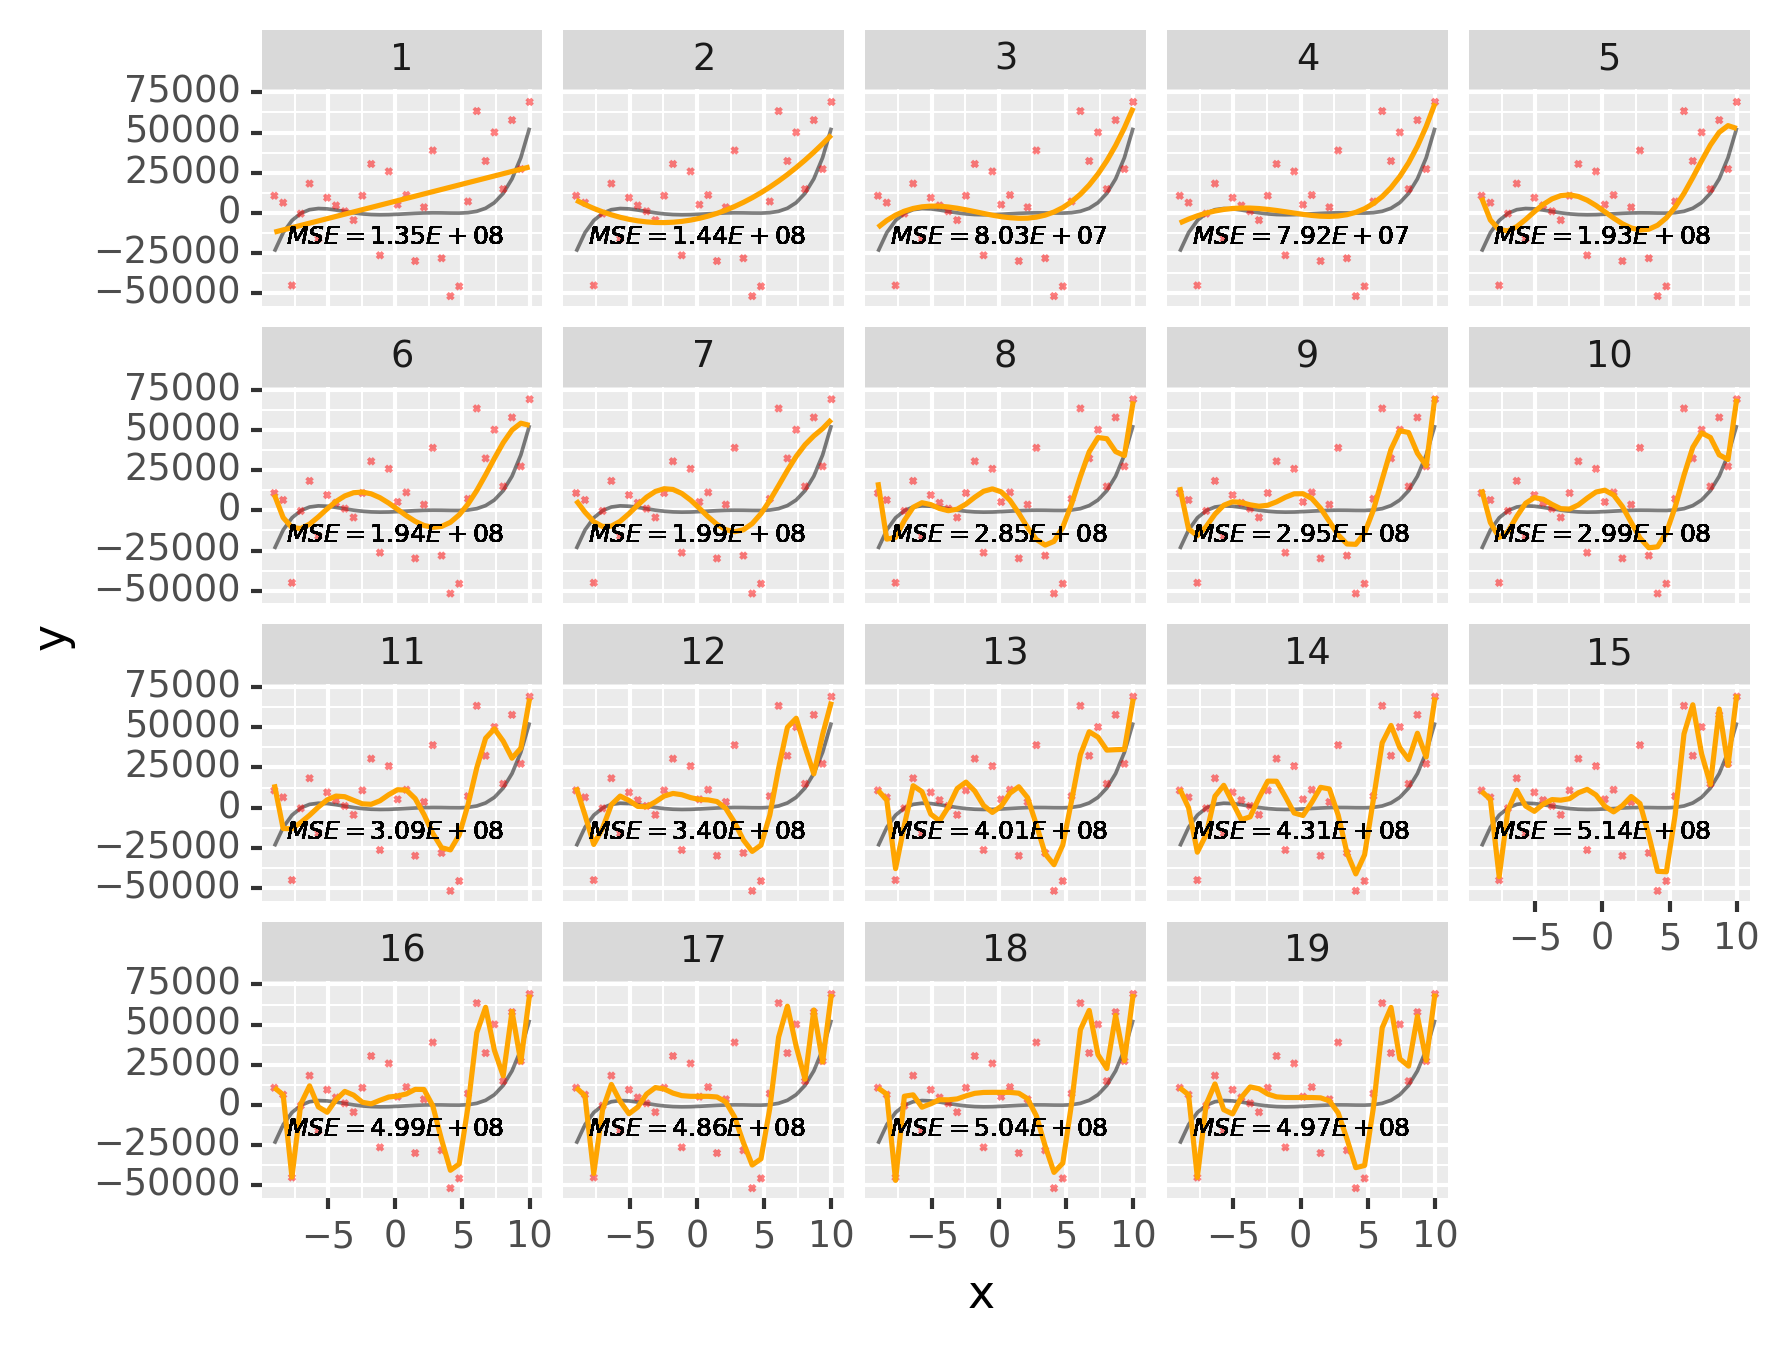 1 2 3 4 5
75000
50000
25000
0
−25000
−50000
MSE = 1.35E + 08 MSE = 1.44E + 08 MSE = 8.03E + 07 MSE = 7.92E + 07 MSE = 1.93E + 08
6 7 8 9 10
75000
50000
25000
0
−25000
−50000
MSE = 1.94E + 08 MSE = 1.99E + 08 MSE = 2.85E + 08 MSE = 2.95E + 08 MSE = 2.99E + 08
y
11 12 13 14 15
75000
50000
25000
0
−25000
−50000
MSE = 3.09E + 08 MSE = 3.40E + 08 MSE = 4.01E + 08 MSE = 4.31E + 08 MSE = 5.14E + 08
−5 0 5 10
16 17 18 19
75000
50000
25000
0
−25000
−50000
MSE = 4.99E + 08 MSE = 4.86E + 08 MSE = 5.04E + 08 MSE = 4.97E + 08
−5 0 5 10 −5 0 5 10 −5 0 5 10 −5 0 5 10
x